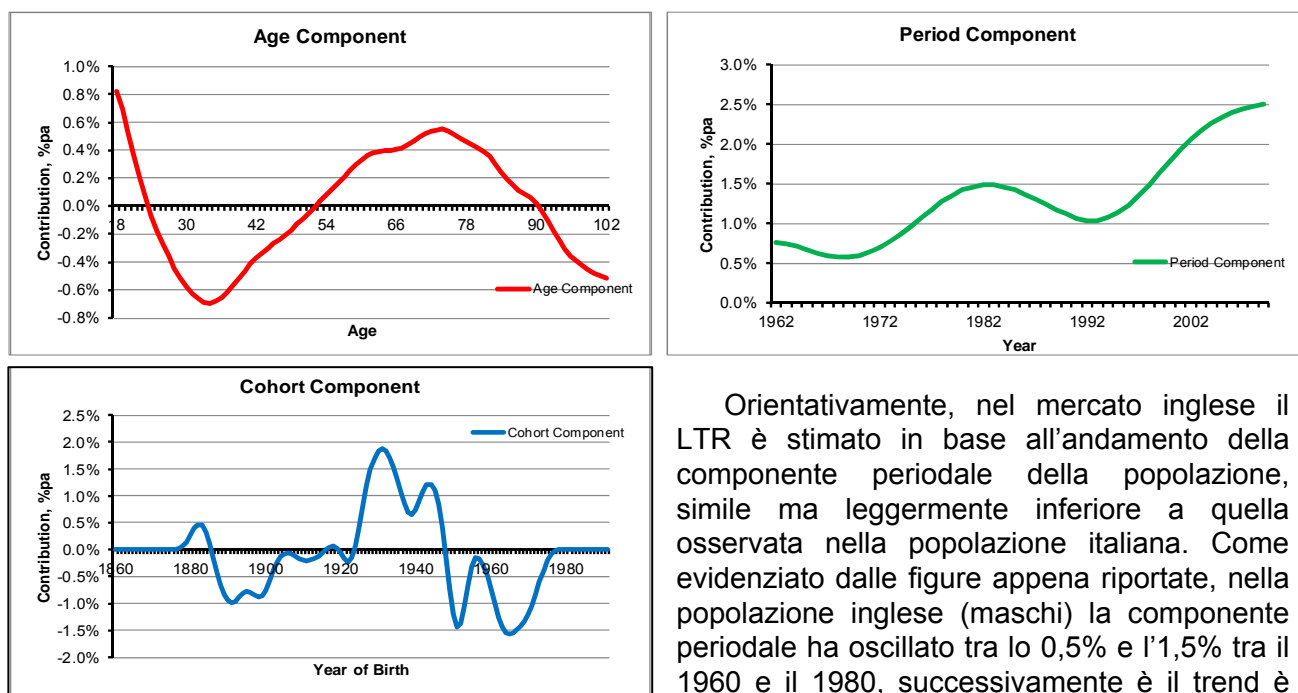 Age Component
1.0%
0.8%
0.6%
0.4%
0.2%
0.0%
-0.2%
-0.4%
-0.6%
-0.8%
Contribution, %pa
8 30 42 54 66 78 90 102
Age Component
Age
Period Component
3.0%
2.5%
2.0%
1.5%
1.0%
0.5%
0.0%
Contribution, %pa
Period Component
1962 1972 1982 1992 2002
Year
Cohort Component
2.5%
2.0%
1.5%
1.0%
0.5%
0.0%
-0.5%
-1.0%
-1.5%
-2.0%
Contribution, %pa
Cohort Component
1860 1880 1900 1920 1940 1960 1980
Year of Birth
Orientativamente, nel mercato inglese il
LTR è stimato in base all’andamento della
componente periodale della popolazione,
simile ma leggermente inferiore a quella
osservata nella popolazione italiana. Come
evidenziato dalle figure appena riportate, nella
popolazione inglese (maschi) la componente
periodale ha oscillato tra lo 0,5% e l’1,5% tra il
1960 e il 1980, successivamente è il trend è